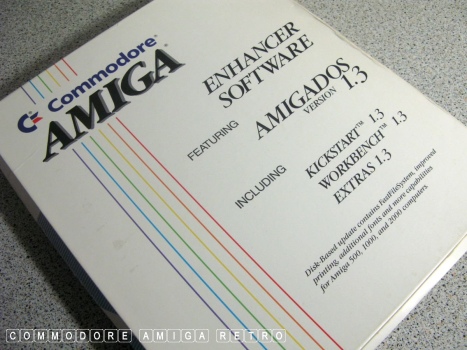 Commodore®
AMIGA®
ENHANCER
SOFTWARE
FEATURING
AMIGADOS
VERSION 1.3
INCLUDING
KICKSTART™ 1.3
WORKBENCH™ 1.3
EXTRAS 1.3
Disk-Based update contains FastFileSystem, improved
printing, additional fonts and more capabilities
for Amiga 500, 1000, and 2000 computers.
COMMODORE AMIGA RETRO